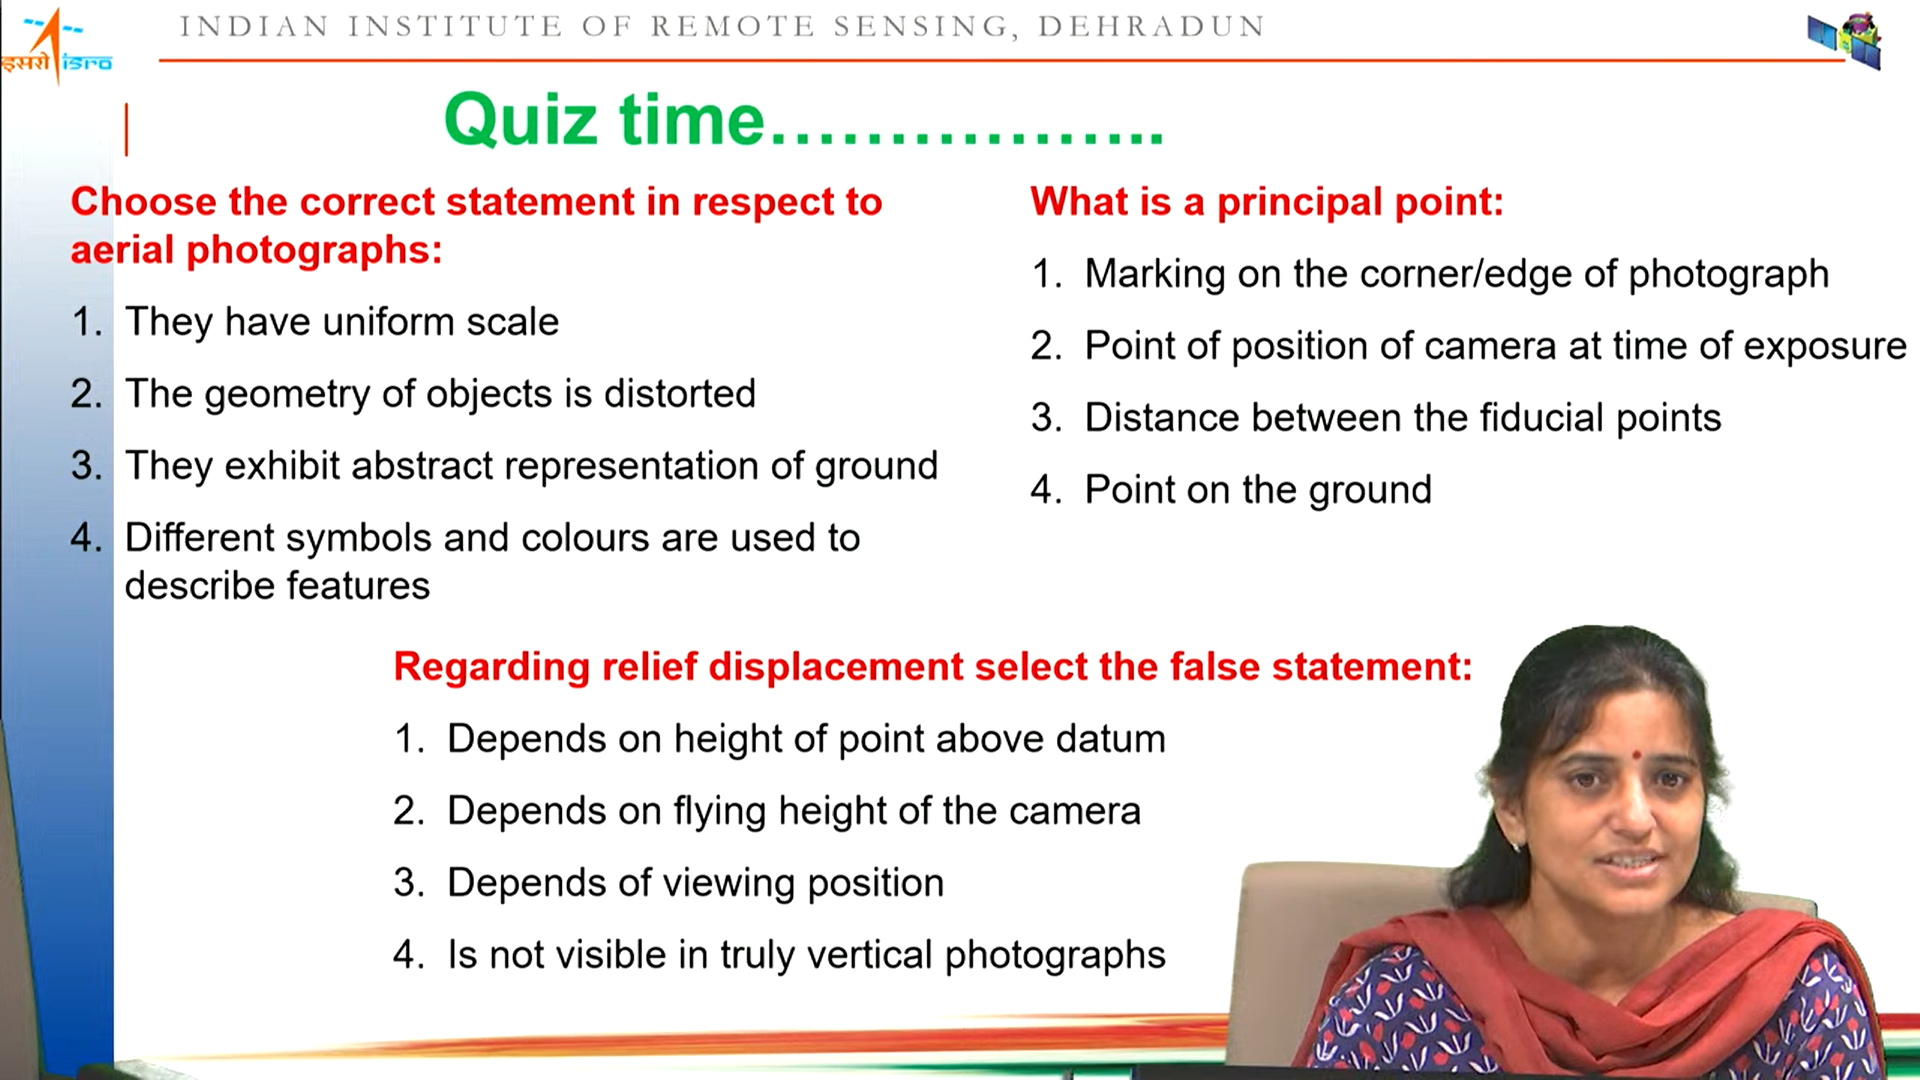 INDIAN INSTITUTE OF REMOTE SENSING, DEHRADUN
इसरो isro
Quiz time……………..
Choose the correct statement in respect to
aerial photographs:
1. They have uniform scale
2. The geometry of objects is distorted
3. They exhibit abstract representation of ground
4. Different symbols and colours are used to
describe features
What is a principal point:
1. Marking on the corner/edge of photograph
2. Point of position of camera at time of exposure
3. Distance between the fiducial points
4. Point on the ground
Regarding relief displacement select the false statement:
1. Depends on height of point above datum
2. Depends on flying height of the camera
3. Depends of viewing position
4. Is not visible in truly vertical photographs